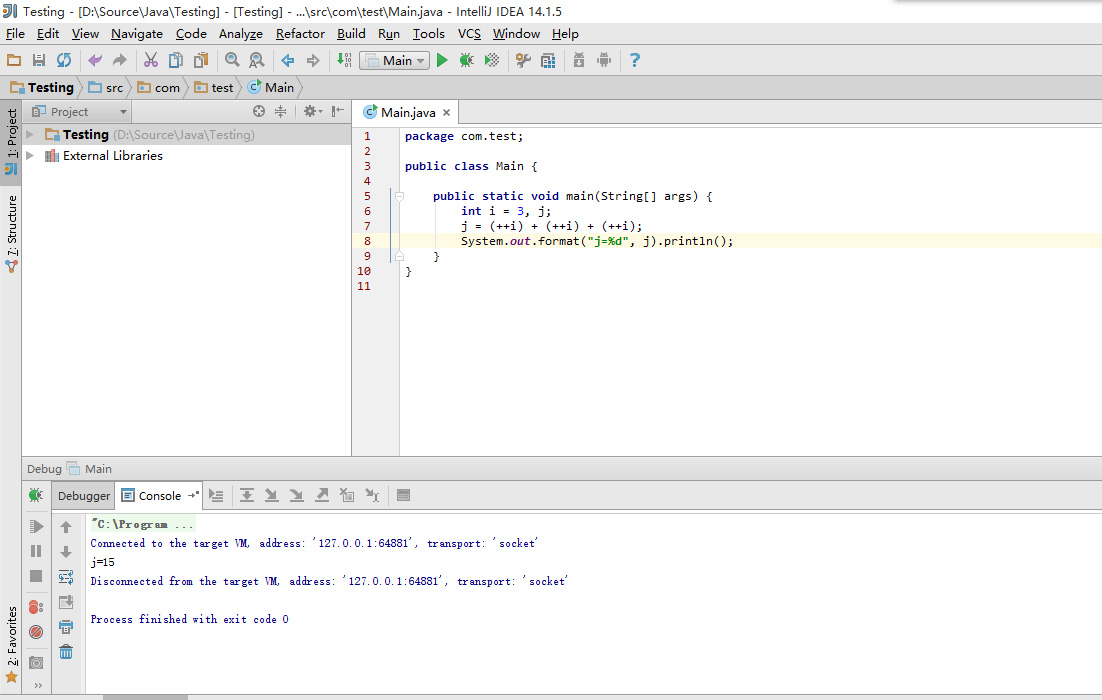 Testing - [D:\Source\Java\Testing] - [Testing] - ...\src\com\test\Main.java - IntelliJ IDEA 14.1.5
File Edit View Navigate Code Analyze Refactor Build Run Tools VCS Window Help
Main
Testing src com test Main
1: Project
7: Structure
2: Favorites
Project
Testing (D:\Source\Java\Testing)
External Libraries
Main.java
1 package com.test;
2
3 public class Main {
4
5 public static void main(String[] args) {
6 int i = 3, j;
7 j = (++i) + (++i) + (++i);
8 System.out.format("j=%d", j).println();
9 }
10 }
11
Debug Main
Debugger Console
"C:\Program ...
Connected to the target VM, address: '127.0.0.1:64881', transport: 'socket'
j=15
Disconnected from the target VM, address: '127.0.0.1:64881', transport: 'socket'
Process finished with exit code 0